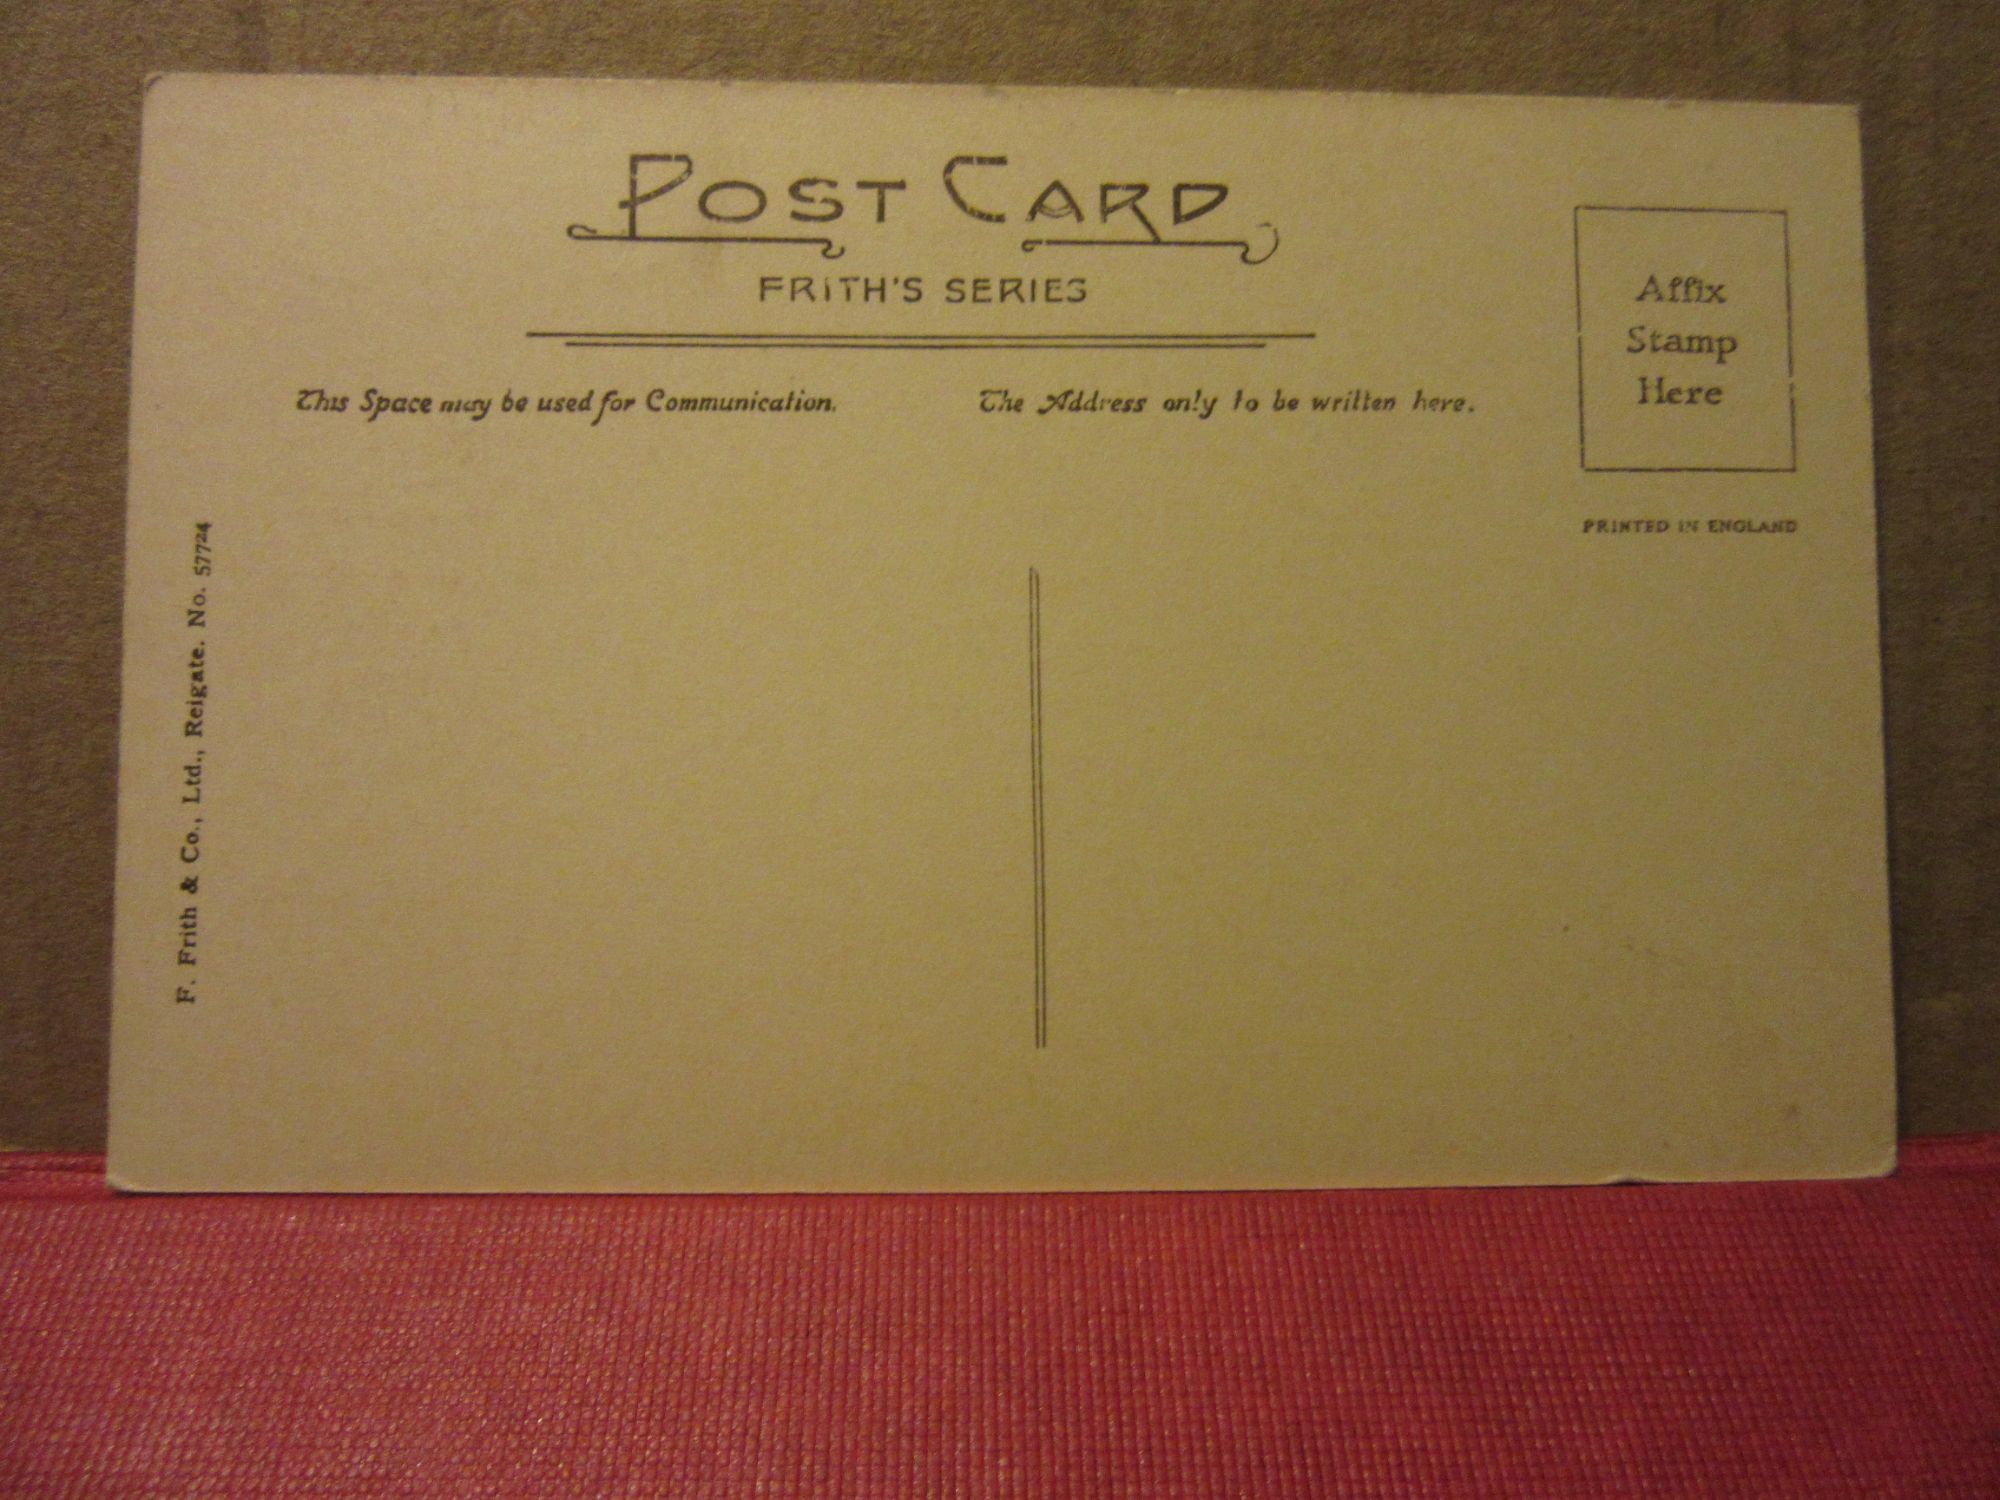 POST CARD
FRITH'S SERIES
This Space may be used for Communication.
The Address only to be written here.
Affix
Stamp
Here
PRINTED IN ENGLAND
F. Frith & Co., Ltd., Reigate. No. 57724